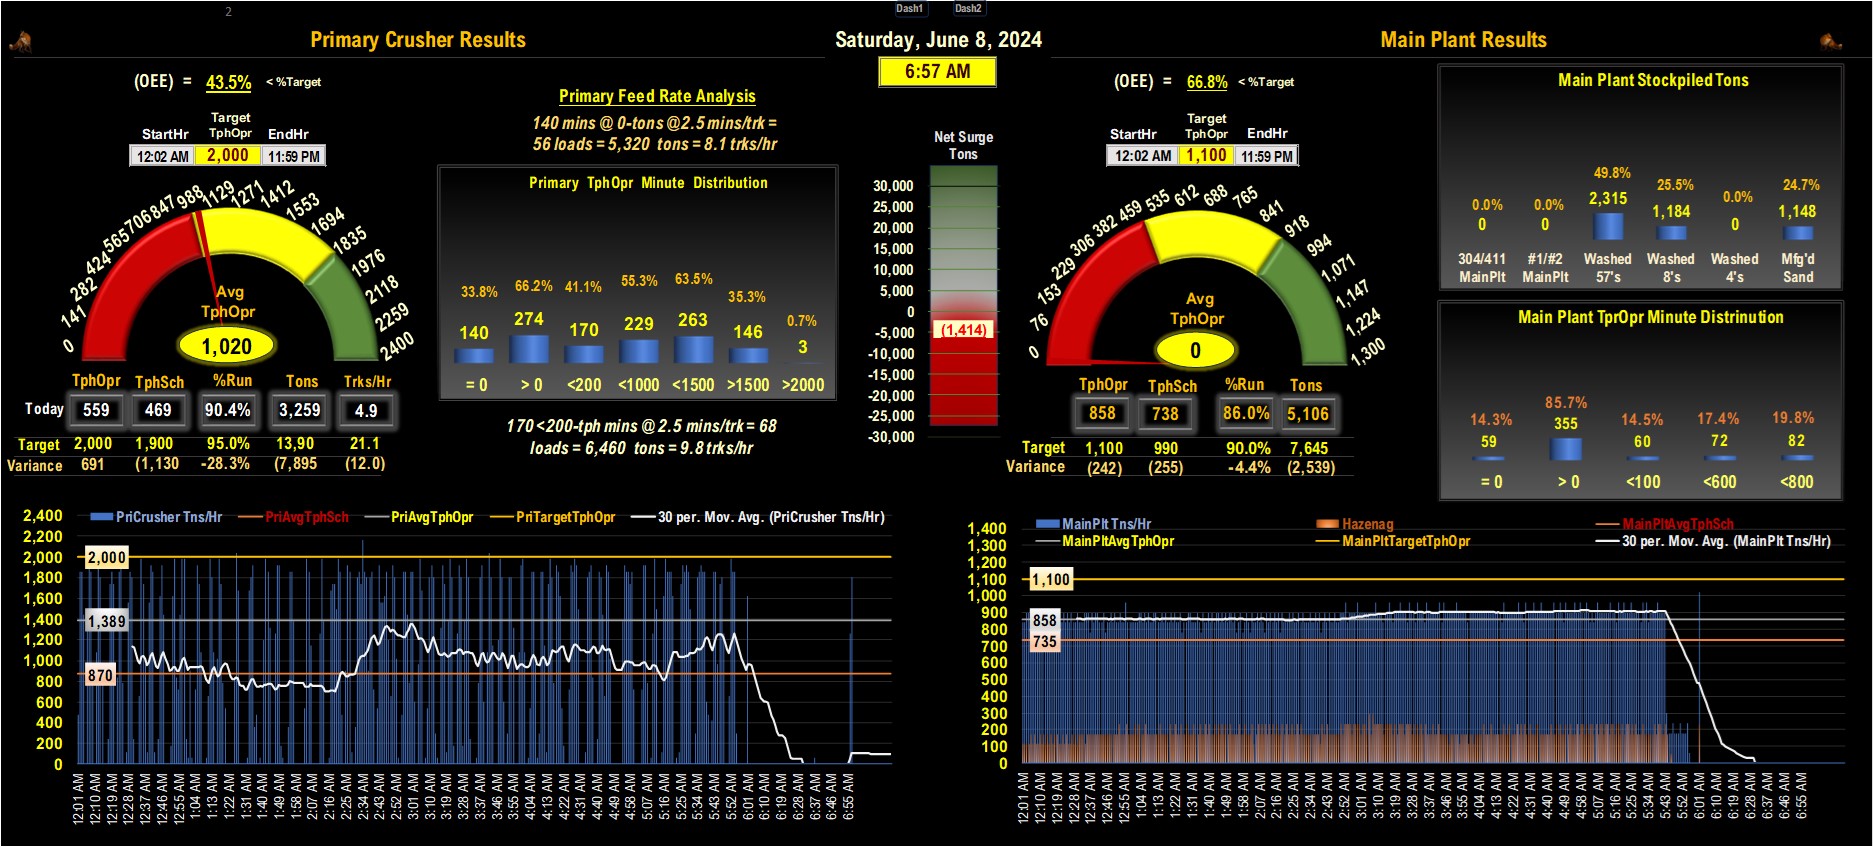 2
Dash1 Dash2
Primary Crusher Results
Saturday, June 8, 2024
Main Plant Results
6:57 AM
(OEE) = 43.5% < %Target
Target
StartHr TphOpr EndHr
12:02 AM 2,000 11:59 PM
0 141 282 424 565 706 847 988 1129 1271 1412 1553 1694 1835 1976 2118 2259 2400
Avg
TphOpr
1,020
TphOpr TphSch %Run Tons Trks/Hr
Today 559 469 90.4% 3,259 4.9
Target 2,000 1,900 95.0% 13,90 21.1
Variance 691 (1,130 -28.3% (7,895 (12.0)
Primary Feed Rate Analysis
140 mins @ 0-tons @2.5 mins/trk =
56 loads = 5,320 tons = 8.1 trks/hr
Primary TphOpr Minute Distribution
33.8% 66.2% 41.1% 55.3% 63.5% 35.3% 0.7%
140 274 170 229 263 146 3
= 0 > 0 <200 <1000 <1500 >1500 >2000
170 <200-tph mins @ 2.5 mins/trk = 68
loads = 6,460 tons = 9.8 trks/hr
Net Surge
Tons
30,000
25,000
20,000
15,000
10,000
5,000
0
-5,000
-10,000
-15,000
-20,000
-25,000
-30,000
(1,414)
(OEE) = 66.8% < %Target
Target
StartHr TphOpr EndHr
12:02 AM 1,100 11:59 PM
0 76 153 229 306 382 459 535 612 688 765 841 918 994 1,071 1,147 1,224 1,300
Avg
TphOpr
0
TphOpr TphSch %Run Tons
858 738 86.0% 5,106
Target 1,100 990 90.0% 7,645
Variance (242) (255) -4.4% (2,539)
Main Plant Stockpiled Tons
0.0% 0.0% 49.8% 25.5% 0.0% 24.7%
0 0 2,315 1,184 0 1,148
304/411 #1/#2 Washed Washed Washed Mfg'd
MainPlt MainPlt 57's 8's 4's Sand
Main Plant TprOpr Minute Distrinution
14.3% 85.7% 14.5% 17.4% 19.8%
59 355 60 72 82
= 0 > 0 <100 <600 <800
PriCrusher Tns/Hr PriAvgTphSch PriAvgTphOpr PriTargetTphOpr 30 per. Mov. Avg. (PriCrusher Tns/Hr)
2,400
2,200
2,000
1,800
1,600
1,400
1,200
1,000
800
600
400
200
0
2,000
1,389
870
12:01 AM 12:10 AM 12:19 AM 12:28 AM 12:37 AM 12:46 AM 12:55 AM 1:04 AM 1:13 AM 1:22 AM 1:31 AM 1:40 AM 1:49 AM 1:58 AM 2:07 AM 2:16 AM 2:25 AM 2:34 AM 2:43 AM 2:52 AM 3:01 AM 3:10 AM 3:19 AM 3:28 AM 3:37 AM 3:46 AM 3:55 AM 4:04 AM 4:13 AM 4:22 AM 4:31 AM 4:40 AM 4:49 AM 4:58 AM 5:07 AM 5:16 AM 5:25 AM 5:34 AM 5:43 AM 5:52 AM 6:01 AM 6:10 AM 6:19 AM 6:28 AM 6:37 AM 6:46 AM 6:55 AM
MainPlt Tns/Hr Hazenag MainPltAvgTphSch
MainPltAvgTphOpr MainPltTargetTphOpr 30 per. Mov. Avg. (MainPlt Tns/Hr)
1,400
1,300
1,200
1,100
1,000
900
800
700
600
500
400
300
200
100
0
1,100
858
735
12:01 AM 12:10 AM 12:19 AM 12:28 AM 12:37 AM 12:46 AM 12:55 AM 1:04 AM 1:13 AM 1:22 AM 1:31 AM 1:40 AM 1:49 AM 1:58 AM 2:07 AM 2:16 AM 2:25 AM 2:34 AM 2:43 AM 2:52 AM 3:01 AM 3:10 AM 3:19 AM 3:28 AM 3:37 AM 3:46 AM 3:55 AM 4:04 AM 4:13 AM 4:22 AM 4:31 AM 4:40 AM 4:49 AM 4:58 AM 5:07 AM 5:16 AM 5:25 AM 5:34 AM 5:43 AM 5:52 AM 6:01 AM 6:10 AM 6:19 AM 6:28 AM 6:37 AM 6:46 AM 6:55 AM